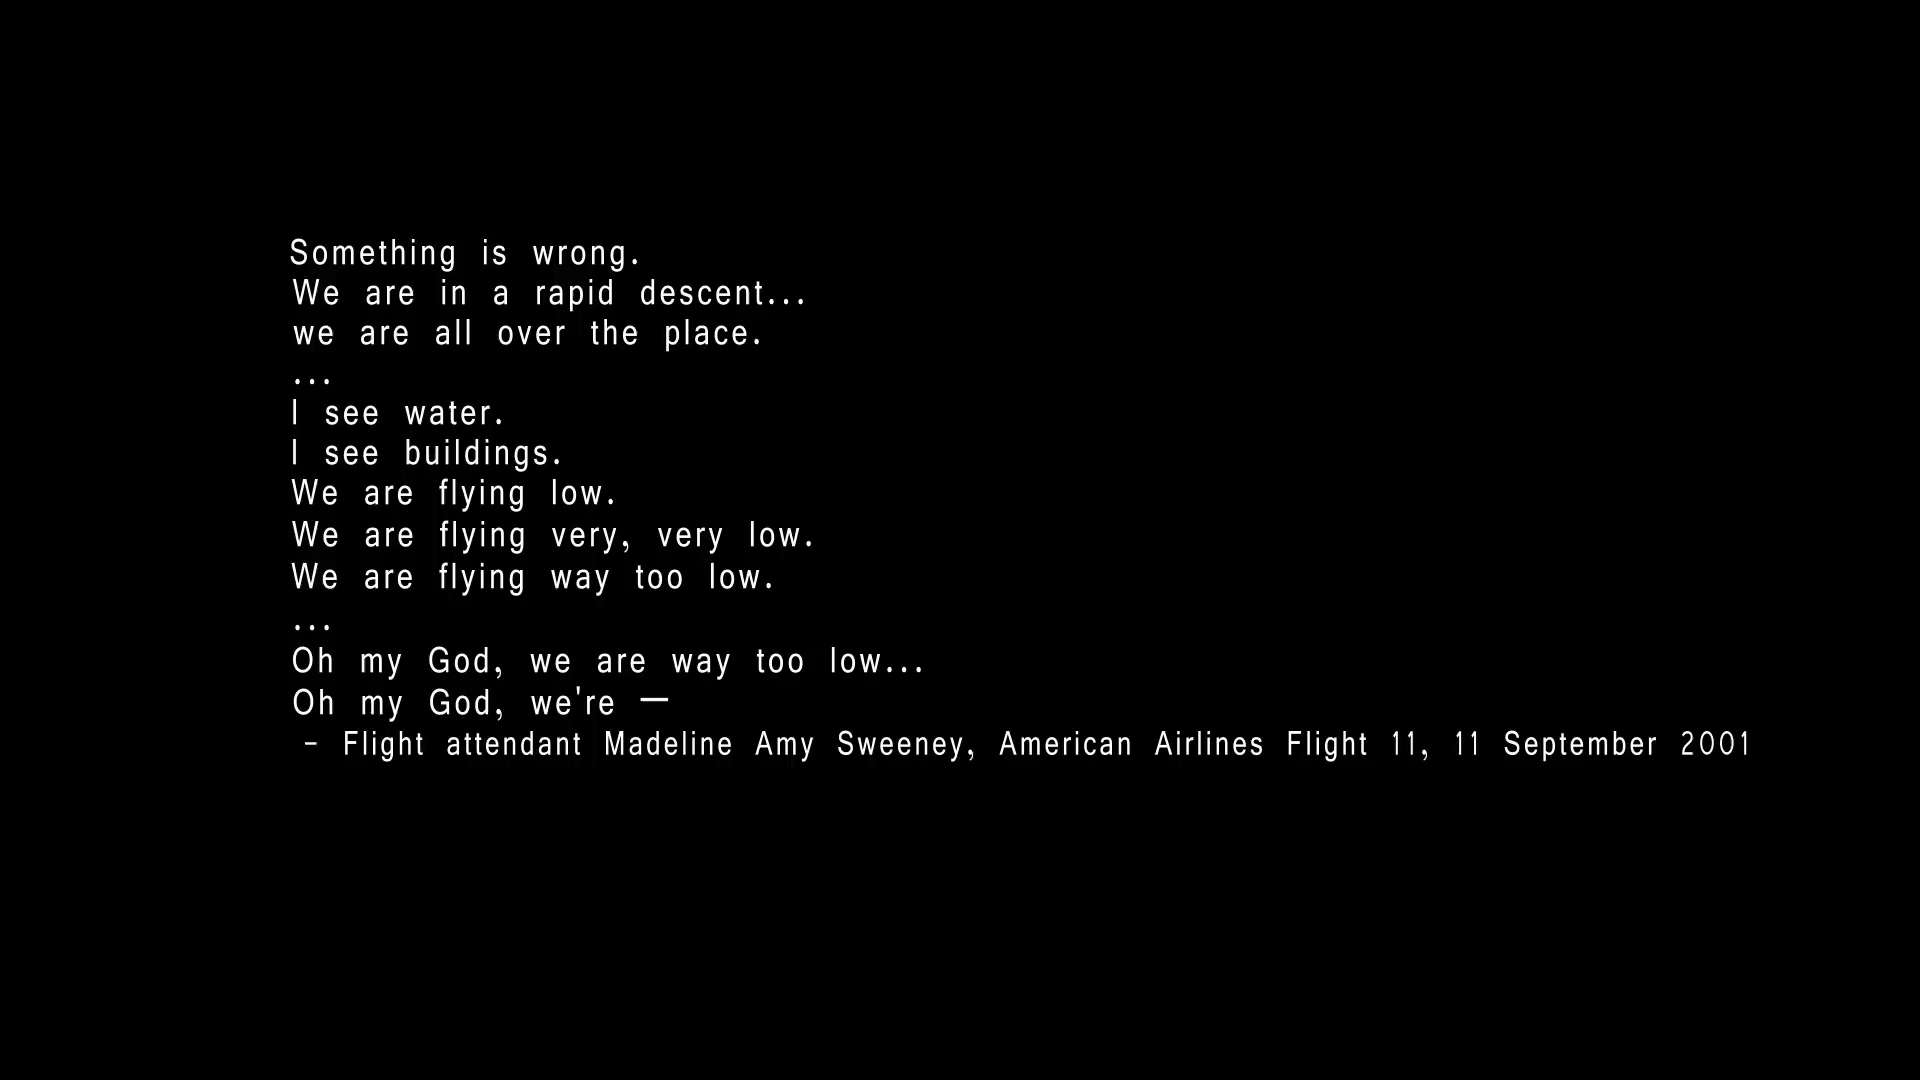 Something is wrong.
We are in a rapid descent...
we are all over the place.
...
I see water.
I see buildings.
We are flying low.
We are flying very, very low.
We are flying way too low.
...
Oh my God, we are way too low...
Oh my God, we're —
– Flight attendant Madeline Amy Sweeney, American Airlines Flight 11, 11 September 2001